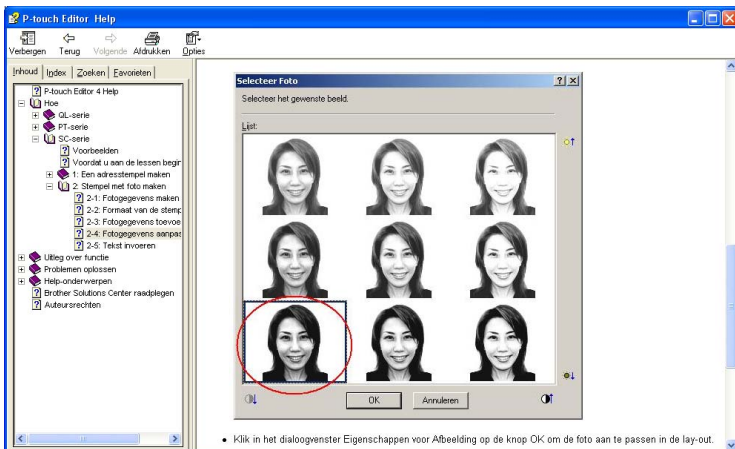 P-touch Editor Help
Verbergen Terug Volgende Afdrukken Opties
Inhoud Index Zoeken Favorieten
P-touch Editor 4 Help
Hoe
QL-serie
PT-serie
SC-serie
Voorbeelden
Voordat u aan de lessen begir
1: Een adresstempel maken
2: Stempel met foto maken
2-1: Fotogegevens maken
2-2: Formaat van de stemp
2-3: Fotogegevens toevoe
2-4: Fotogegevens aanpas
2-5: Tekst invoeren
Uitleg over functie
Problemen oplossen
Help-onderwerpen
Brother Solutions Center raadplegen
Auteursrechten
Selecteer Foto
Selecteer het gewenste beeld.
Lijst:
OK Annuleren
• Klik in het dialoogvenster Eigenschappen voor Afbeelding op de knop OK om de foto aan te passen in de lay-out.